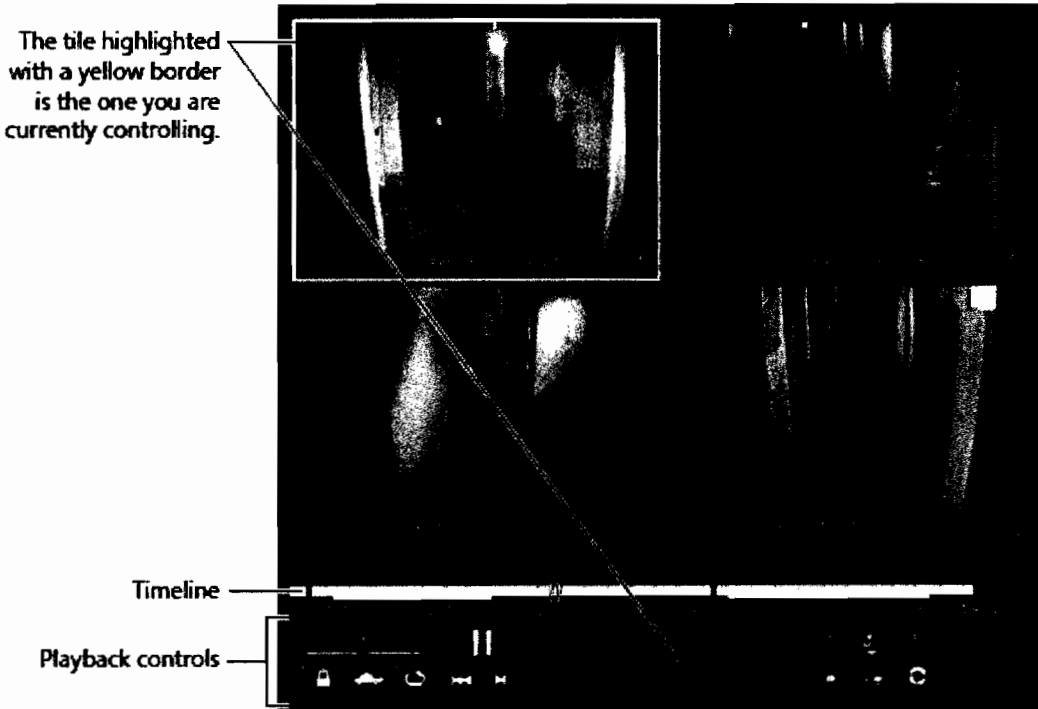 The tile highlighted
with a yellow border
is the one you are
currently controlling.
Timeline
Playback controls